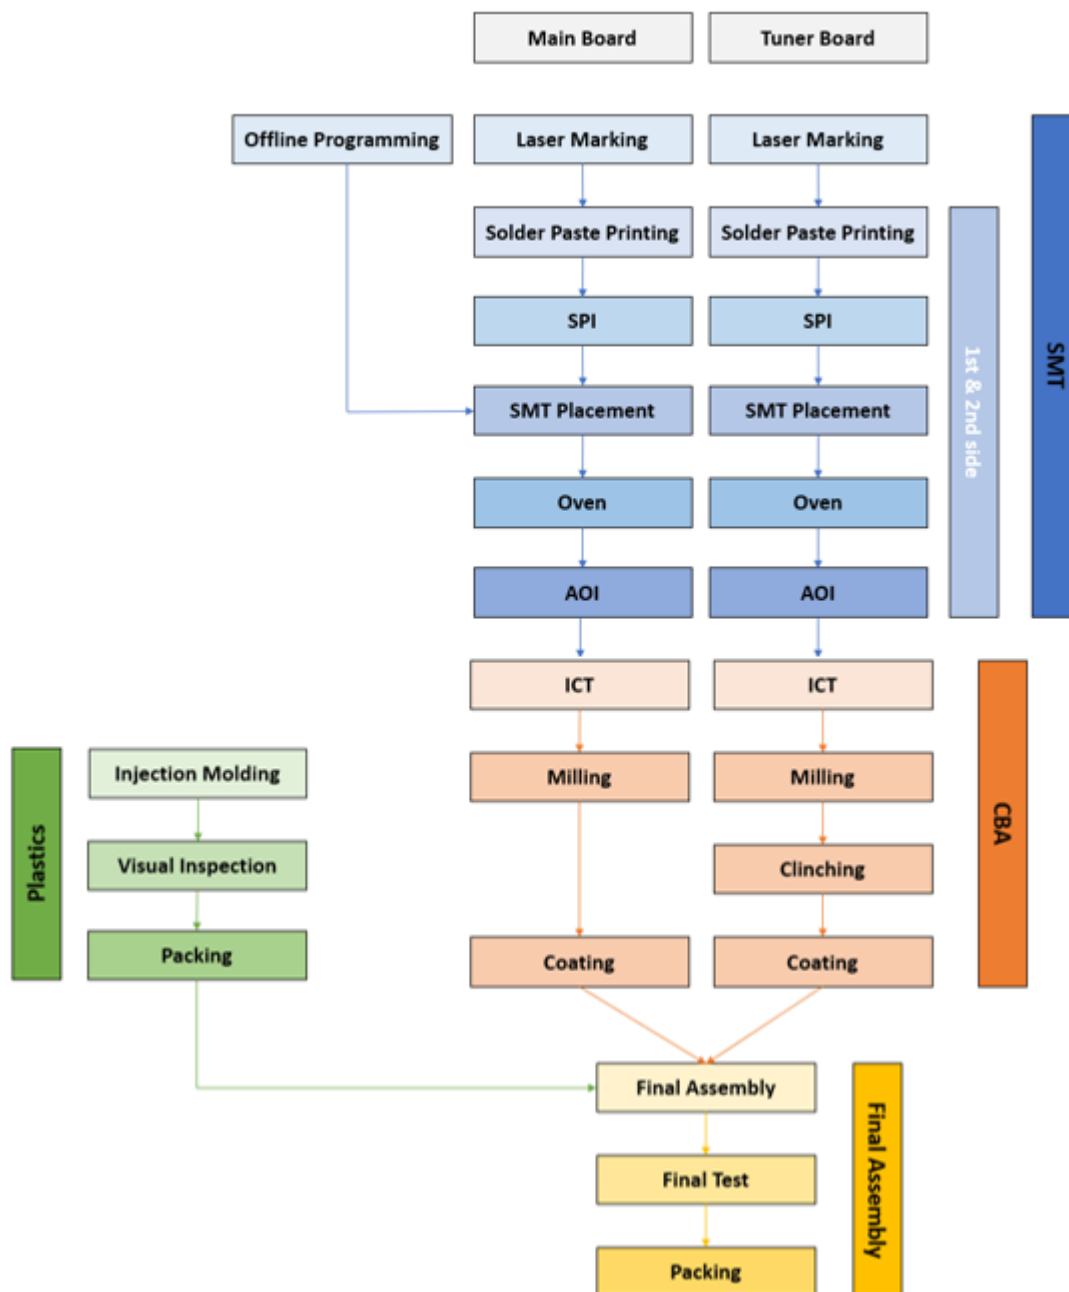 Main Board
Tuner Board
Offline Programming
Laser Marking
Laser Marking
Solder Paste Printing
Solder Paste Printing
SPI
SPI
SMT Placement
SMT Placement
Oven
Oven
AOI
AOI
1st & 2nd side
SMT
ICT
ICT
Milling
Milling
Clinching
Coating
Coating
CBA
Plastics
Injection Molding
Visual Inspection
Packing
Final Assembly
Final Test
Packing
Final Assembly